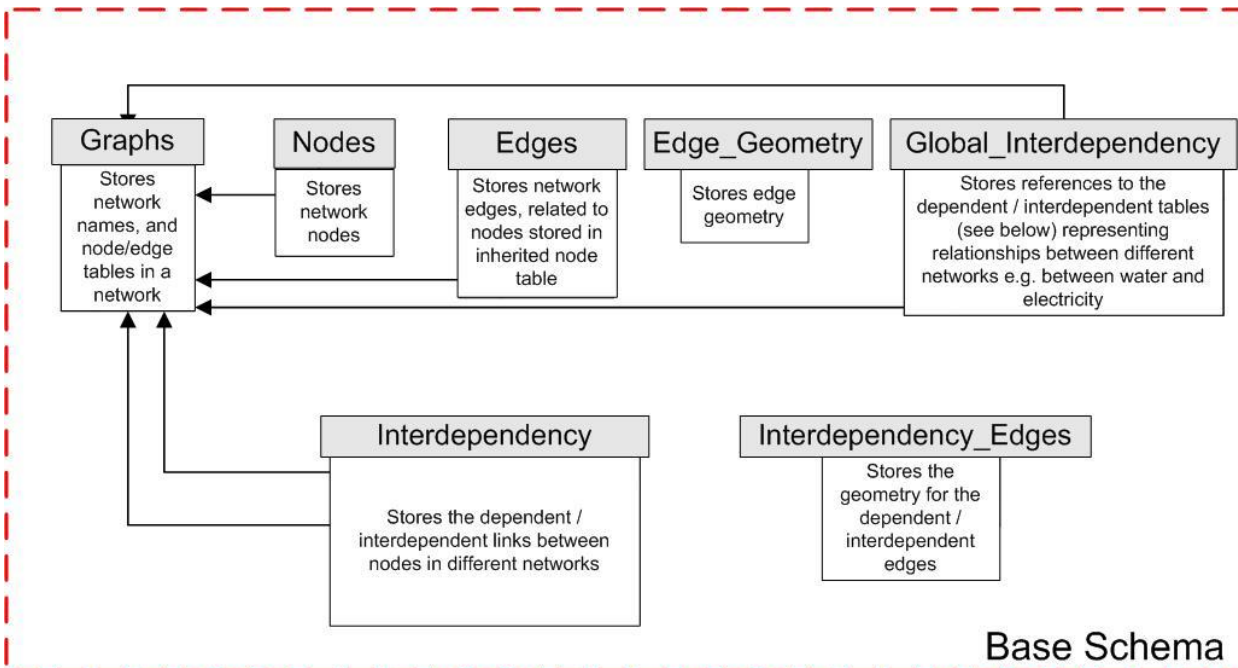 Graphs
Stores
network
names, and
node/edge
tables in a
network
Nodes
Stores
network
nodes
Edges
Stores network
edges, related to
nodes stored in
inherited node
table
Edge_Geometry
Stores edge
geometry
Global_Interdependency
Stores references to the
dependent / interdependent tables
(see below) representing
relationships between different
networks e.g. between water and
electricity
Interdependency
Stores the dependent /
interdependent links between
nodes in different networks
Interdependency_Edges
Stores the
geometry for the
dependent /
interdependent
edges
Base Schema